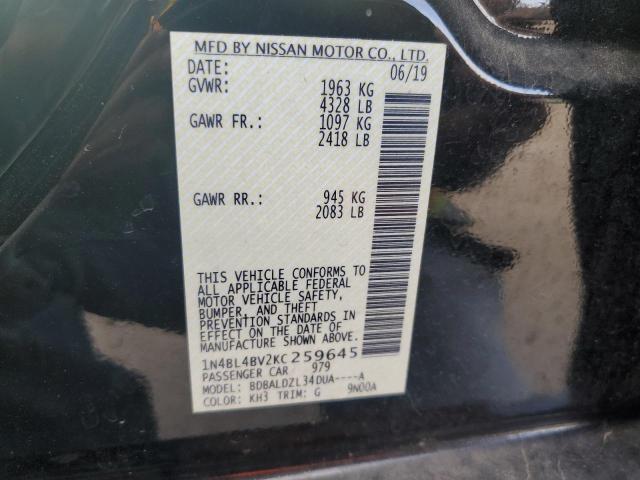 MFD BY NISSAN MOTOR CO., LTD.
DATE: 06/19
GVWR: 1963 KG
4328 LB
GAWR FR.: 1097 KG
2418 LB
GAWR RR.: 945 KG
2083 LB
THIS VEHICLE CONFORMS TO
ALL APPLICABLE FEDERAL
MOTOR VEHICLE SAFETY,
BUMPER, AND THEFT
PREVENTION STANDARDS IN
EFFECT ON THE DATE OF
MANUFACTURE SHOWN ABOVE.
1N4BL4BV2KC259645
PASSENGER CAR 979
MODEL: BDBALDZL34DUA----A
COLOR: KH3 TRIM: G 9N00A